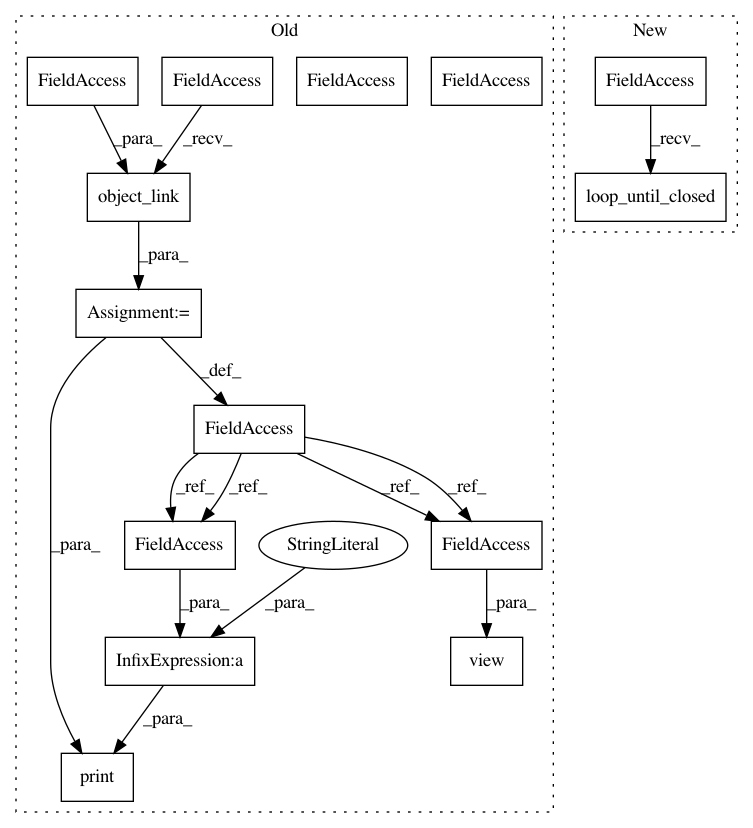 Old
New
FieldAccess
FieldAccess
FieldAccess
FieldAccess
FieldAccess
_para_
_recv_
_recv_
object_link
loop_until_closed
_para_
Assignment:=
_def_
FieldAccess
_ref_
_ref_
_ref_
_ref_
_para_
FieldAccess
StringLiteral
FieldAccess
_para_
_para_
_para_
InfixExpression:a
view
_para_
print